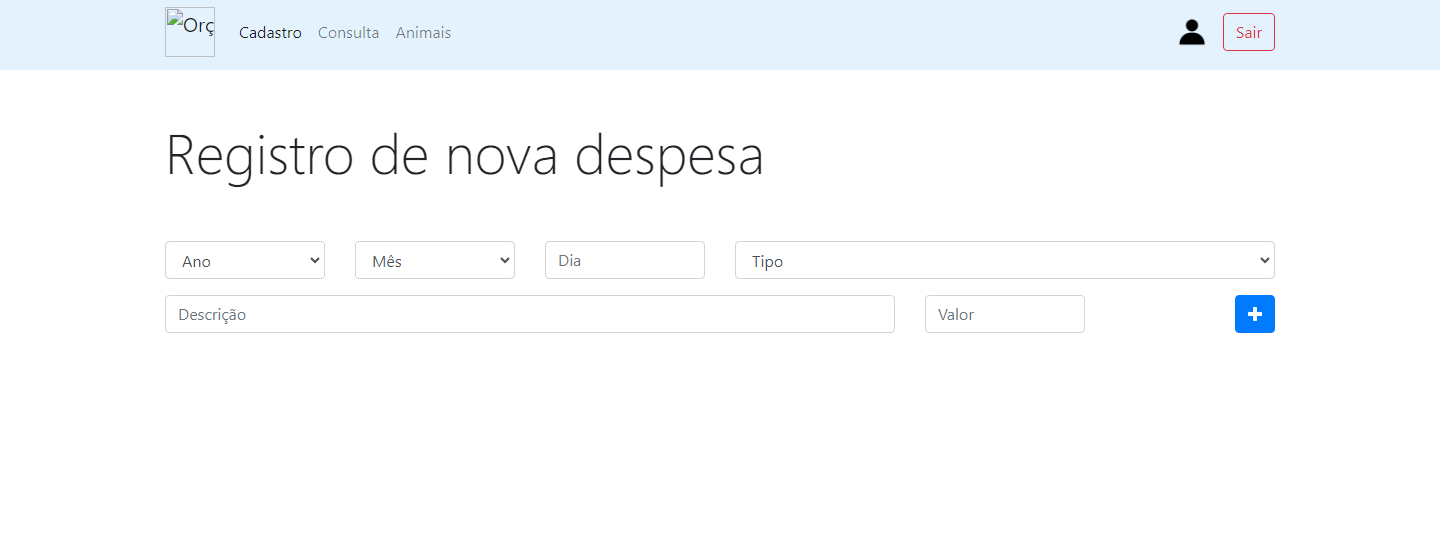 Orç Cadastro Consulta Animais Sair
Registro de nova despesa
Ano Mês Dia Tipo
Descrição Valor